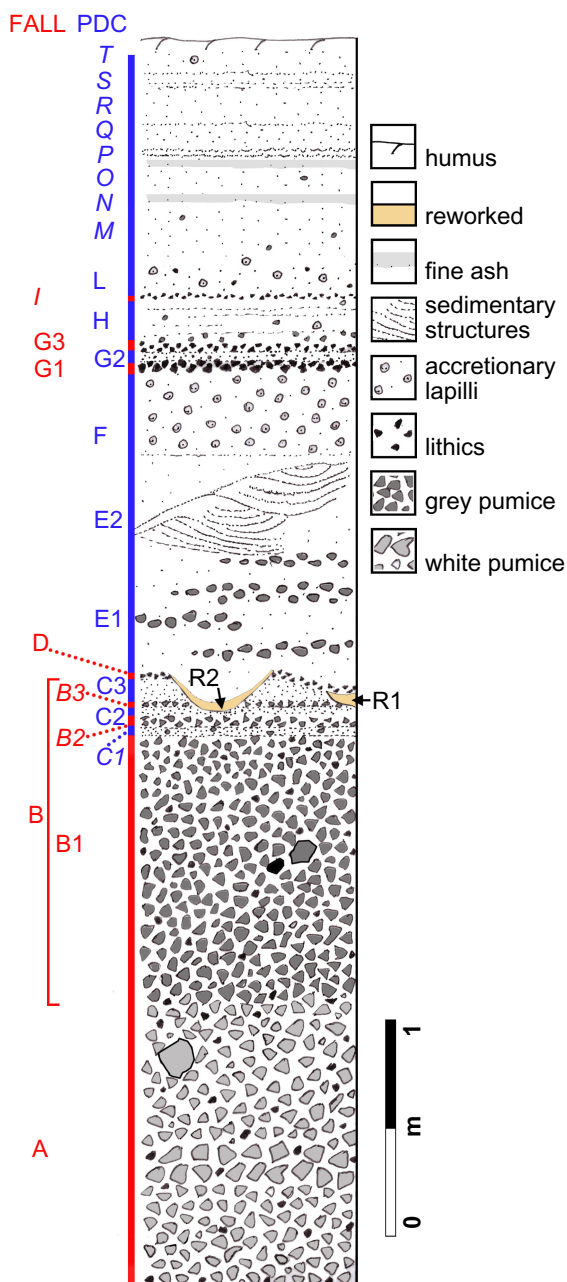 FALL PDC
T
S
R
Q
P
O
N
M
L
I
H
G3
G2
G1
F
E2
E1
D
C3
B3
C2
B2
C1
B
B1
A
R2
R1
humus
reworked
fine ash
sedimentary
structures
accretionary
lapilli
lithics
grey pumice
white pumice
1
m
0